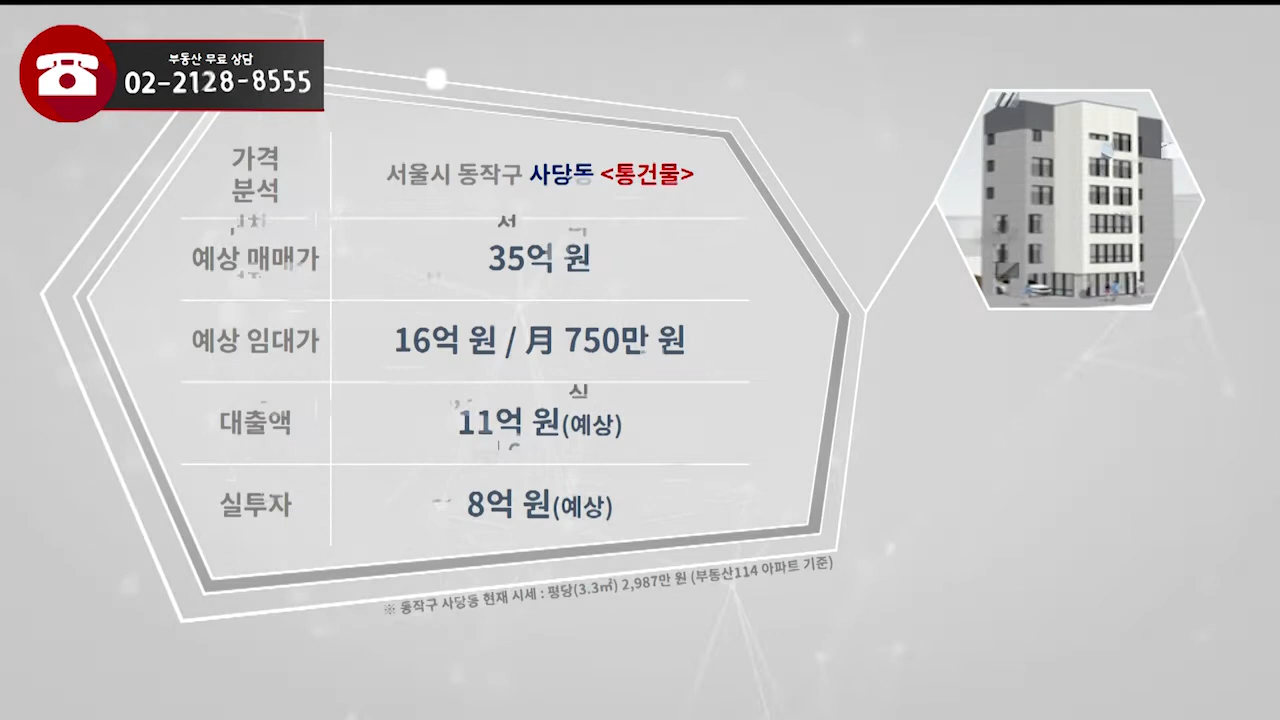 부동산 무료 상담
02-2128-8555
가격
분석
서울시 동작구 사당동 <통건물>
예상 매매가
35억 원
예상 임대가
16억 원 / 月 750만 원
대출액
11억 원(예상)
실투자
8억 원(예상)
※ 동작구 사당동 현재 시세 : 평당(3.3㎡) 2,987만 원 (부동산114 아파트 기준)